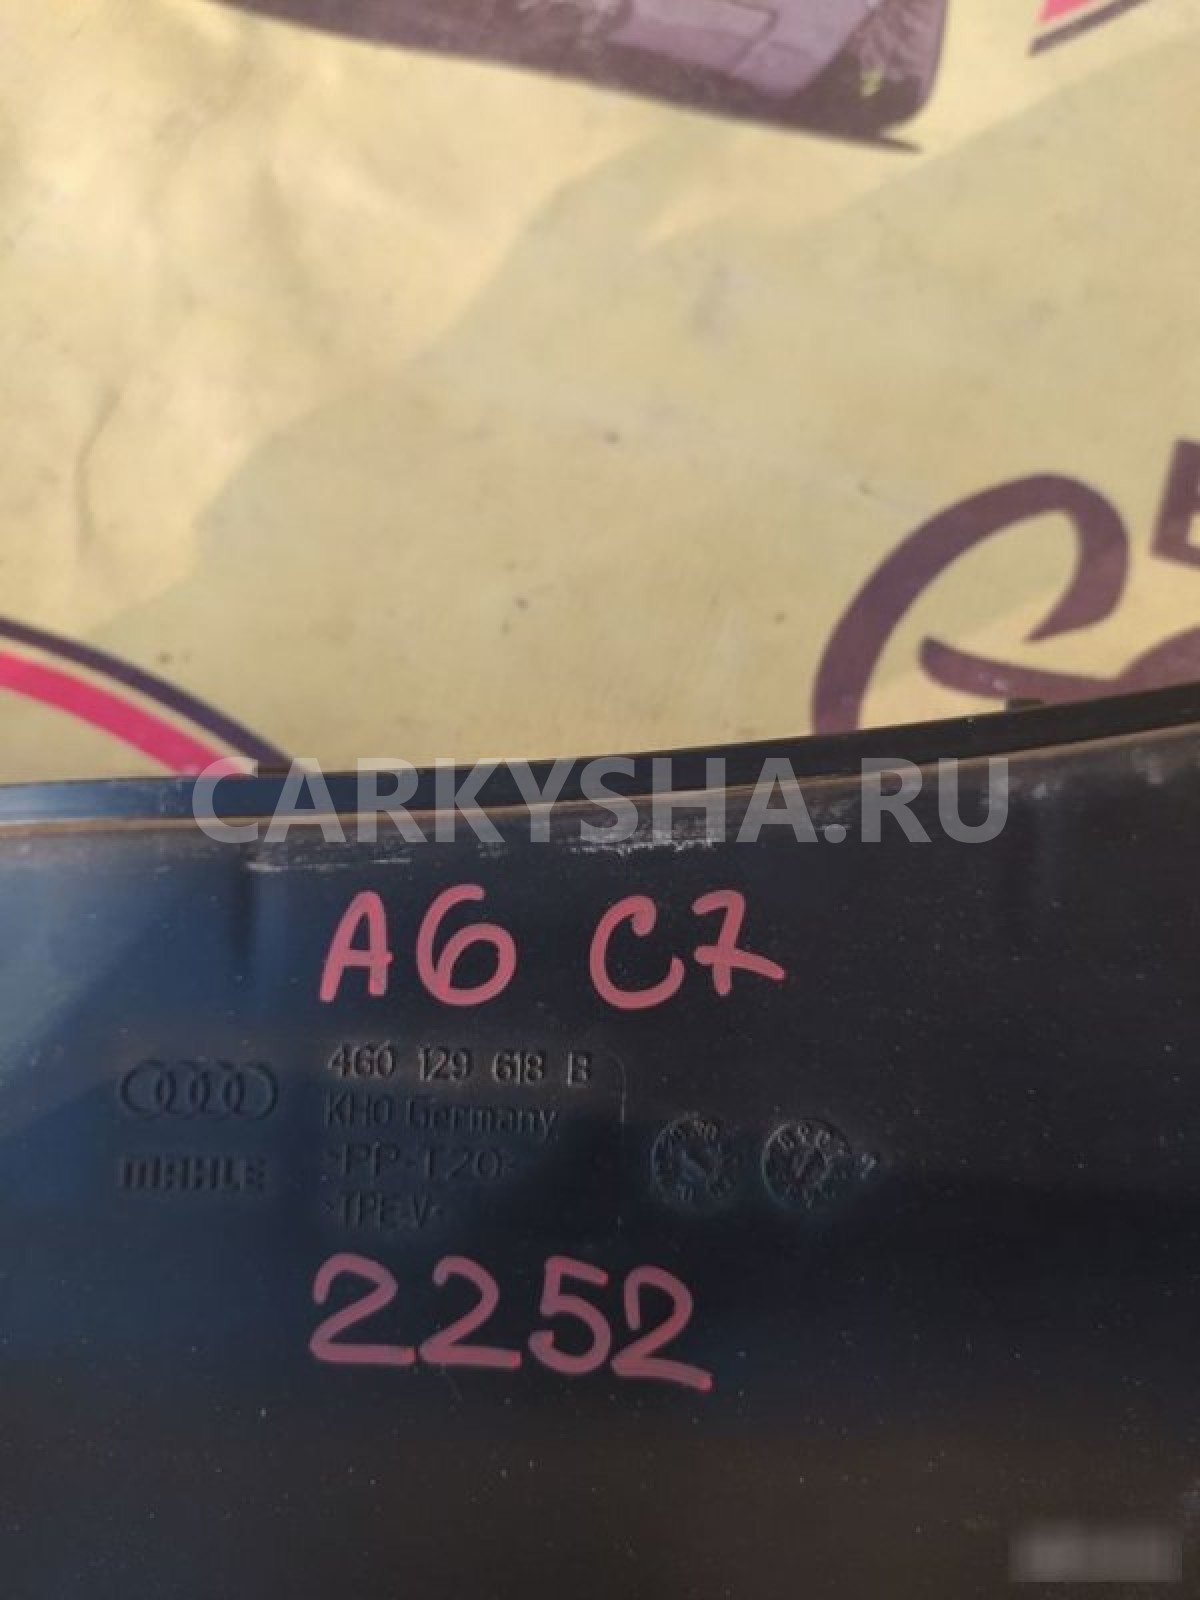 CARKYSHA.RU
A6 C7
4G0 129 618 B
KHO Germany
MAHLE >PP-T20<
>TPE-V<
2252